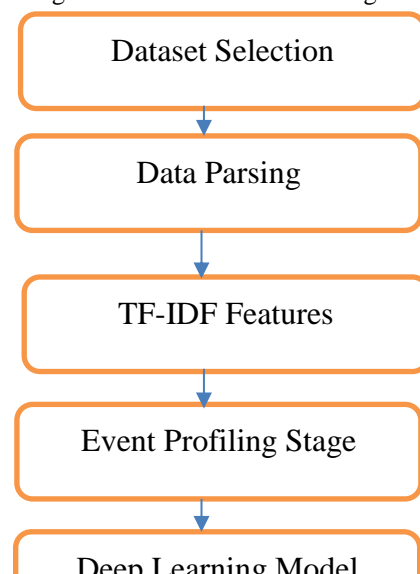 Dataset Selection
Data Parsing
TF-IDF Features
Event Profiling Stage
Deep Learning Model